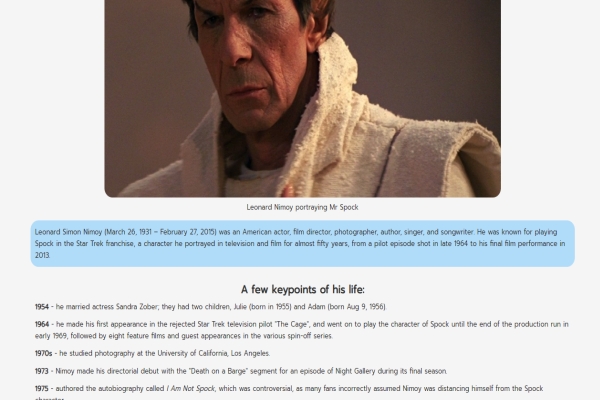 Leonard Nimoy portraying Mr Spock
Leonard Simon Nimoy (March 26, 1931 – February 27, 2015) was an American actor, film director, photographer, author, singer, and songwriter. He was known for playing
Spock in the Star Trek franchise, a character he portrayed in television and film for almost fifty years, from a pilot episode shot in late 1964 to his final film performance in
2013.
A few keypoints of his life:
1954 - he married actress Sandra Zober; they had two children, Julie (born in 1955) and Adam (born Aug 9, 1956).
1964 - he made his first appearance in the rejected Star Trek television pilot "The Cage", and went on to play the character of Spock until the end of the production run in
early 1969, followed by eight feature films and guest appearances in the various spin-off series.
1970s - he studied photography at the University of California, Los Angeles.
1973 - Nimoy made his directorial debut with the "Death on a Barge" segment for an episode of Night Gallery during its final season.
1975 - authored the autobiography called I Am Not Spock, which was controversial, as many fans incorrectly assumed Nimoy was distancing himself from the Spock
character.